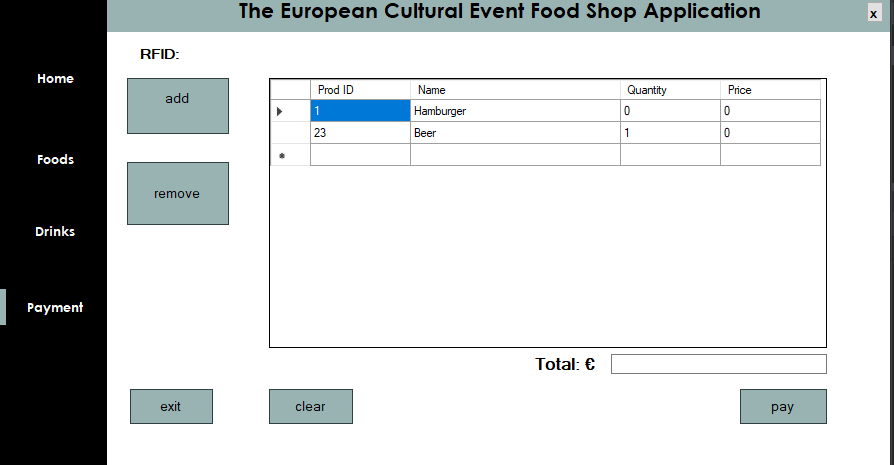 The European Cultural Event Food Shop Application
x
RFID:
Home
Foods
Drinks
Payment
add
remove
Prod ID Name Quantity Price
1 Hamburger 0 0
23 Beer 1 0
Total: €
exit clear pay